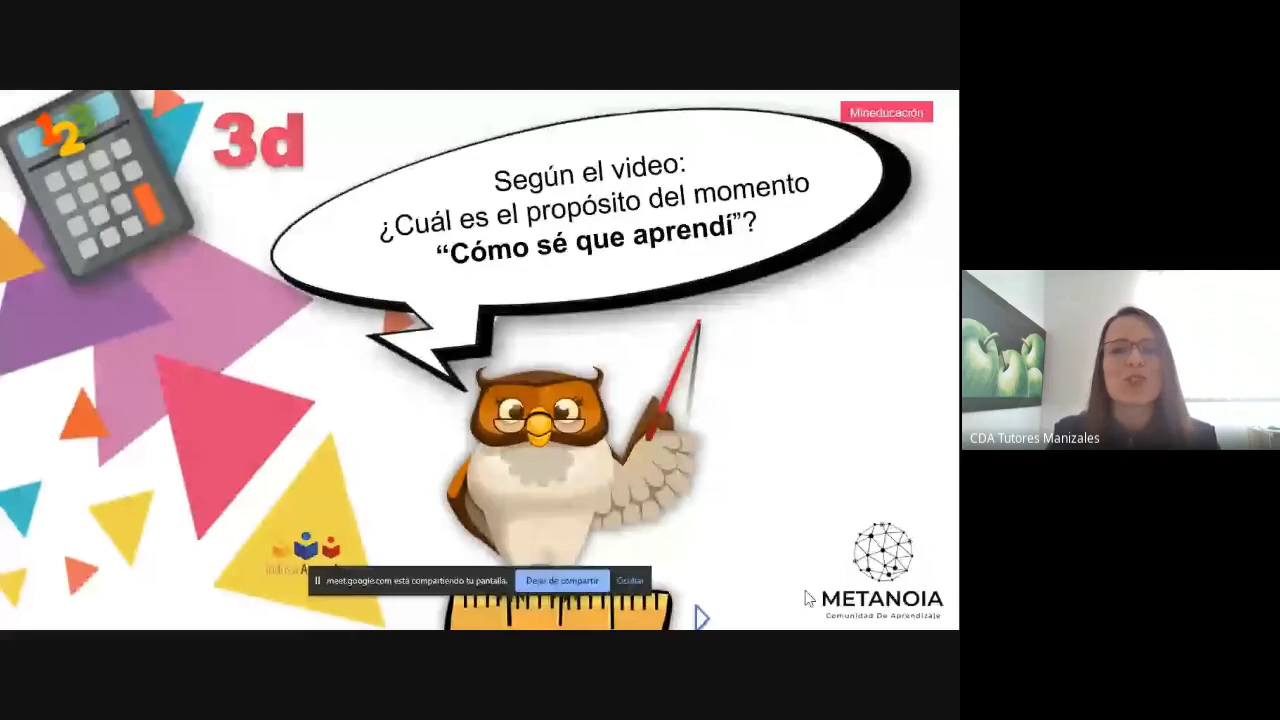 3d
Mineducación
Según el video:
¿Cuál es el propósito del momento
“Cómo sé que aprendí”?
CDA Tutores Manizales
meet.google.com está compartiendo tu pantalla.
Dejar de compartir
Ocultar
METANOIA
Comunidad De Aprendizaje